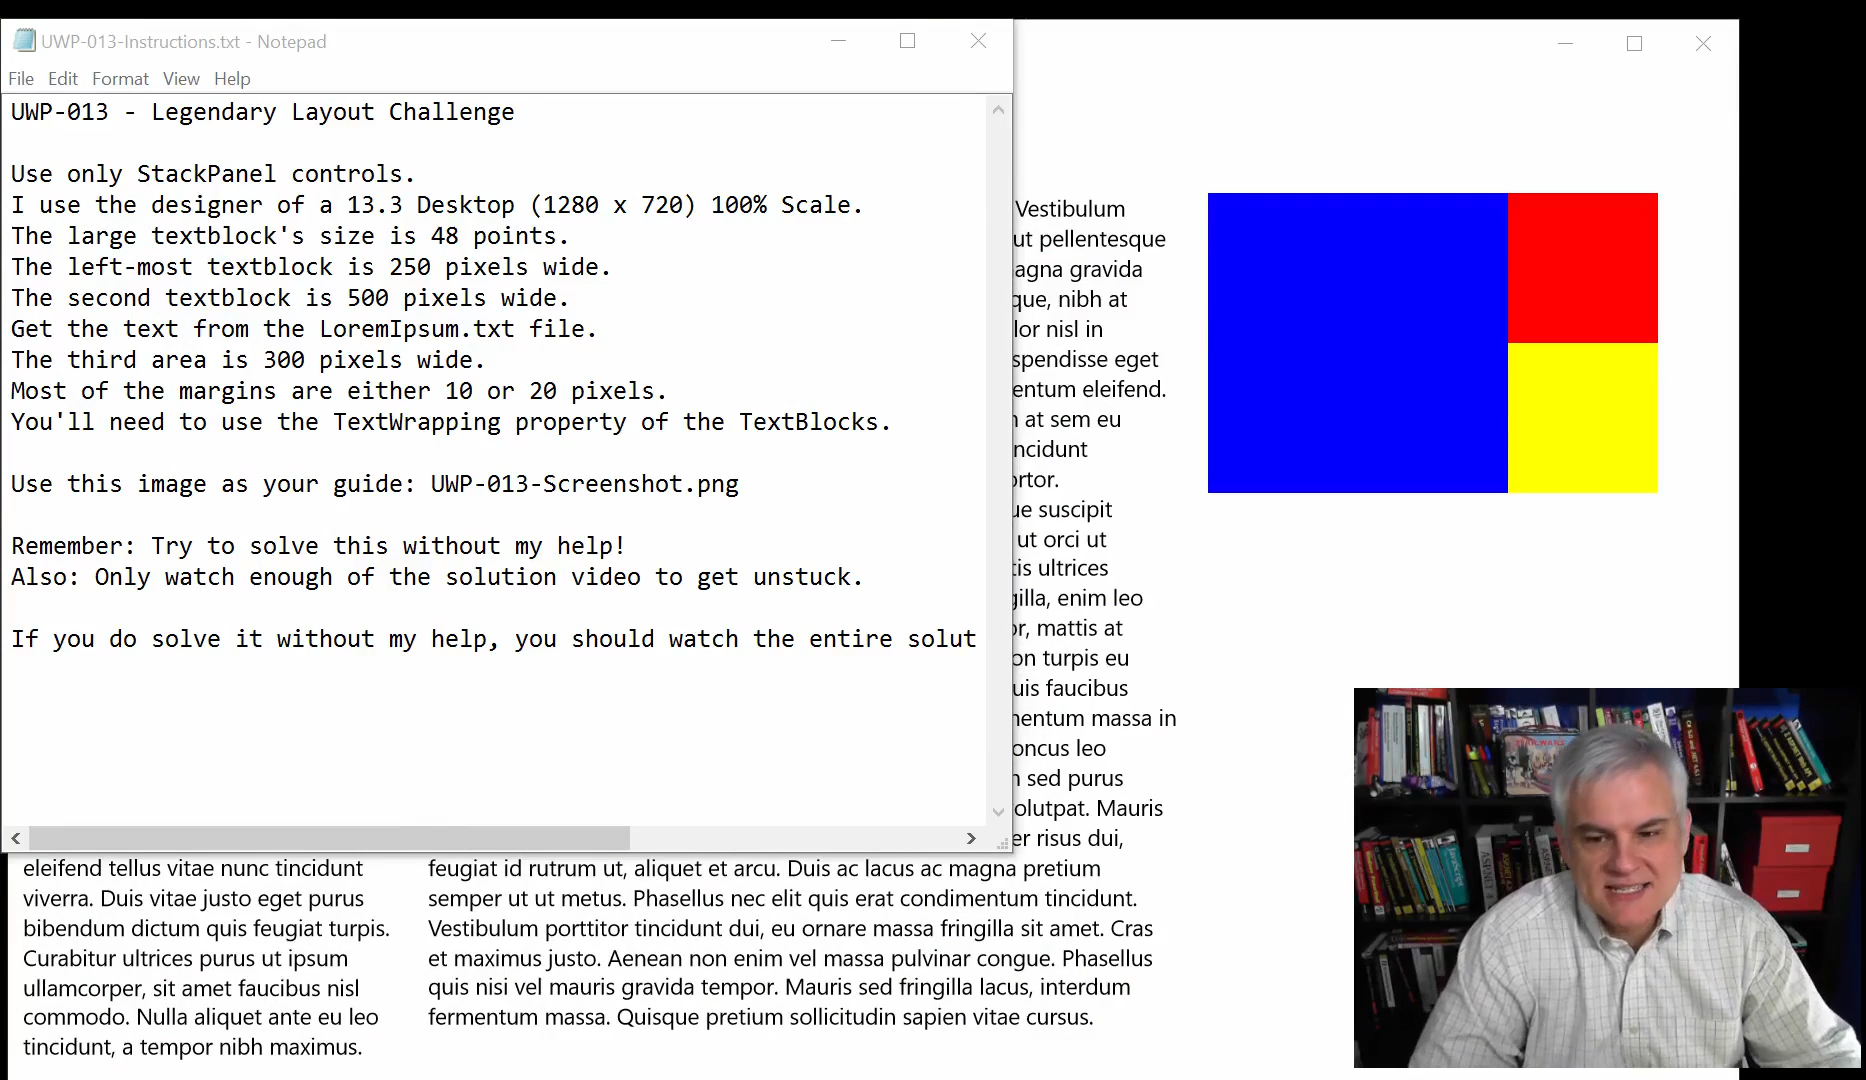 UWP-013-Instructions.txt - Notepad
File Edit Format View Help
UWP-013 - Legendary Layout Challenge
Use only StackPanel controls.
I use the designer of a 13.3 Desktop (1280 x 720) 100% Scale.
The large textblock's size is 48 points.
The left-most textblock is 250 pixels wide.
The second textblock is 500 pixels wide.
Get the text from the LoremIpsum.txt file.
The third area is 300 pixels wide.
Most of the margins are either 10 or 20 pixels.
You'll need to use the TextWrapping property of the TextBlocks.
Use this image as your guide: UWP-013-Screenshot.png
Remember: Try to solve this without my help!
Also: Only watch enough of the solution video to get unstuck.
If you do solve it without my help, you should watch the entire solut
Vestibulum
ut pellentesque
agna gravida
que, nibh at
lor nisl in
spendisse eget
entum eleifend.
at sem eu
ncidunt
ortor.
ue suscipit
ut orci ut
tis ultrices
gilla, enim leo
or, mattis at
on turpis eu
uis faucibus
mentum massa in
oncus leo
sed purus
olutpat. Mauris
er risus dui,
eleifend tellus vitae nunc tincidunt
viverra. Duis vitae justo eget purus
bibendum dictum quis feugiat turpis.
Curabitur ultrices purus ut ipsum
ullamcorper, sit amet faucibus nisl
commodo. Nulla aliquet ante eu leo
tincidunt, a tempor nibh maximus.
feugiat id rutrum ut, aliquet et arcu. Duis ac lacus ac magna pretium
semper ut ut metus. Phasellus nec elit quis erat condimentum tincidunt.
Vestibulum porttitor tincidunt dui, eu ornare massa fringilla sit amet. Cras
et maximus justo. Aenean non enim vel massa pulvinar congue. Phasellus
quis nisi vel mauris gravida tempor. Mauris sed fringilla lacus, interdum
fermentum massa. Quisque pretium sollicitudin sapien vitae cursus.